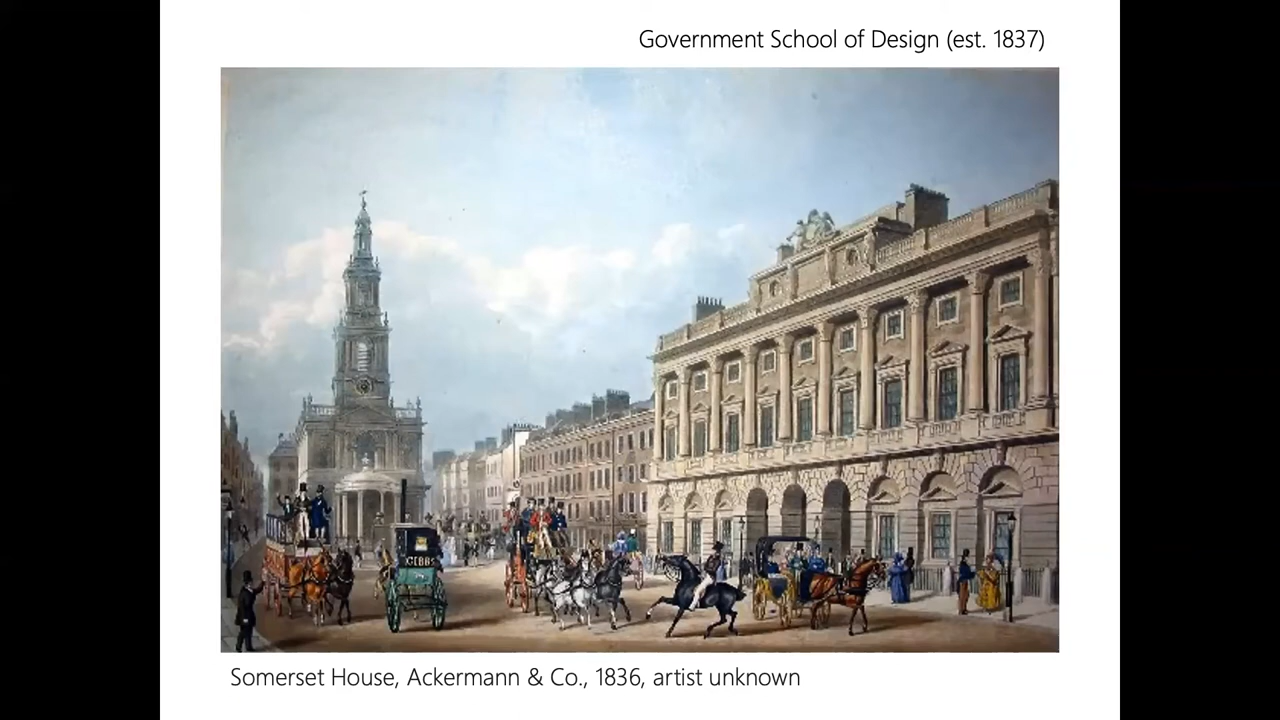 Government School of Design (est. 1837)
GIBBS
Somerset House, Ackermann & Co., 1836, artist unknown